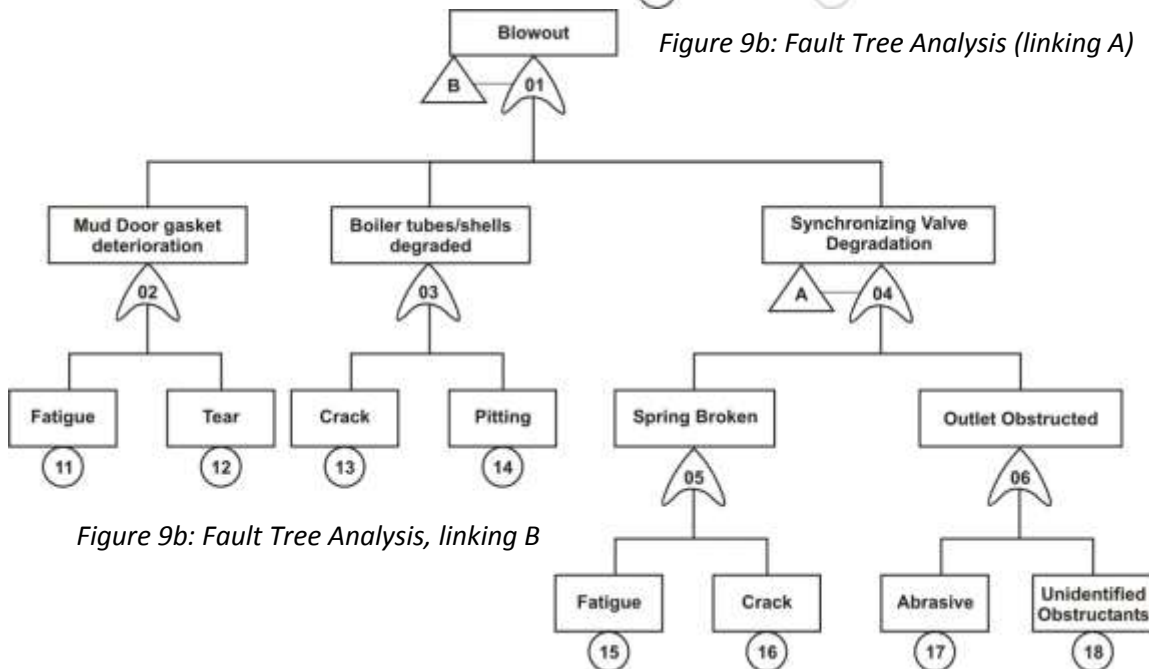 Blowout
Figure 9b: Fault Tree Analysis (linking A)
B
01
Mud Door gasket
deterioration
Boiler tubes/shells
degraded
Synchronizing Valve
Degradation
02
03
A
04
Fatigue
Tear
Crack
Pitting
Spring Broken
Outlet Obstructed
11
12
13
14
05
06
Figure 9b: Fault Tree Analysis, linking B
Fatigue
Crack
Abrasive
Unidentified
Obstructants
15
16
17
18